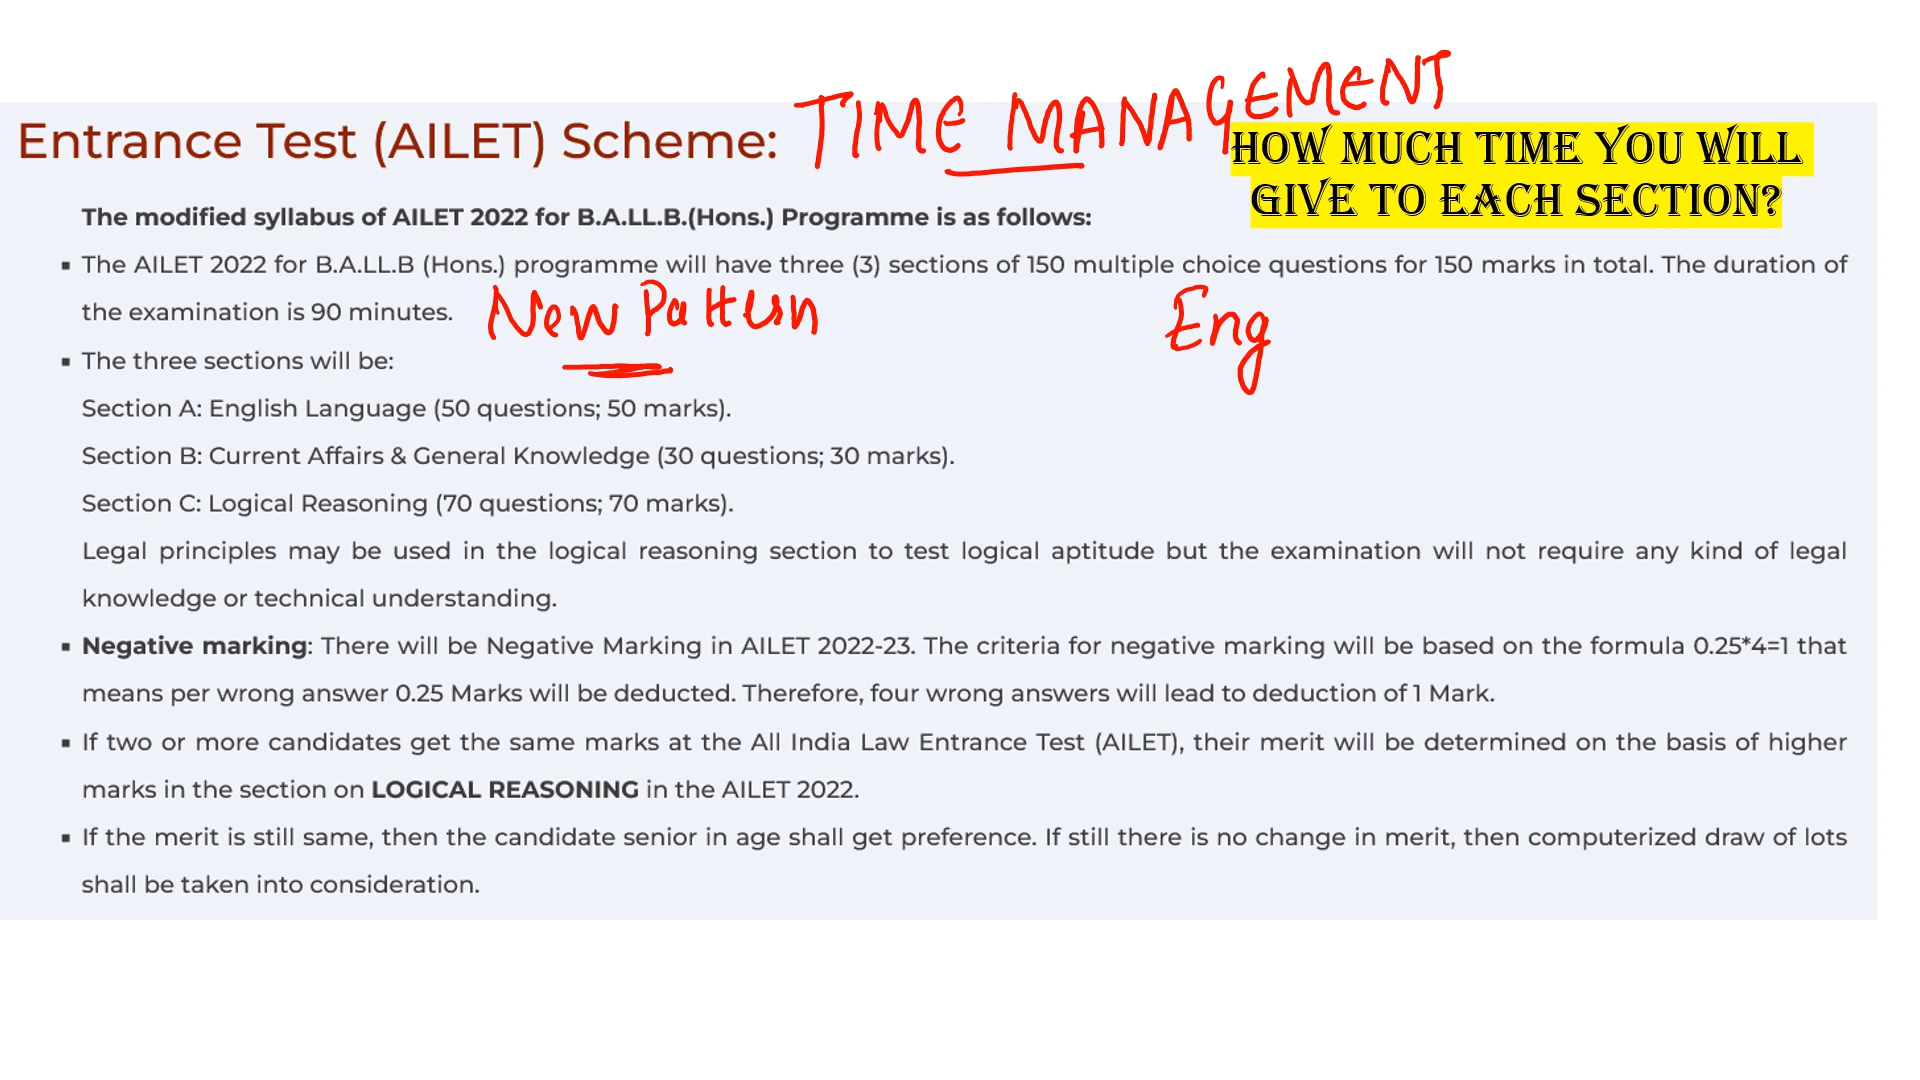 TIME MANAGEMENT
Entrance Test (AILET) Scheme:
HOW MUCH TIME YOU WILL
GIVE TO EACH SECTION?
The modified syllabus of AILET 2022 for B.A.LL.B.(Hons.) Programme is as follows:
▪ The AILET 2022 for B.A.LL.B (Hons.) programme will have three (3) sections of 150 multiple choice questions for 150 marks in total. The duration of
the examination is 90 minutes.
New Pattern
Eng
▪ The three sections will be:
Section A: English Language (50 questions; 50 marks).
Section B: Current Affairs & General Knowledge (30 questions; 30 marks).
Section C: Logical Reasoning (70 questions; 70 marks).
Legal principles may be used in the logical reasoning section to test logical aptitude but the examination will not require any kind of legal
knowledge or technical understanding.
▪ Negative marking: There will be Negative Marking in AILET 2022-23. The criteria for negative marking will be based on the formula 0.25*4=1 that
means per wrong answer 0.25 Marks will be deducted. Therefore, four wrong answers will lead to deduction of 1 Mark.
▪ If two or more candidates get the same marks at the All India Law Entrance Test (AILET), their merit will be determined on the basis of higher
marks in the section on LOGICAL REASONING in the AILET 2022.
▪ If the merit is still same, then the candidate senior in age shall get preference. If still there is no change in merit, then computerized draw of lots
shall be taken into consideration.